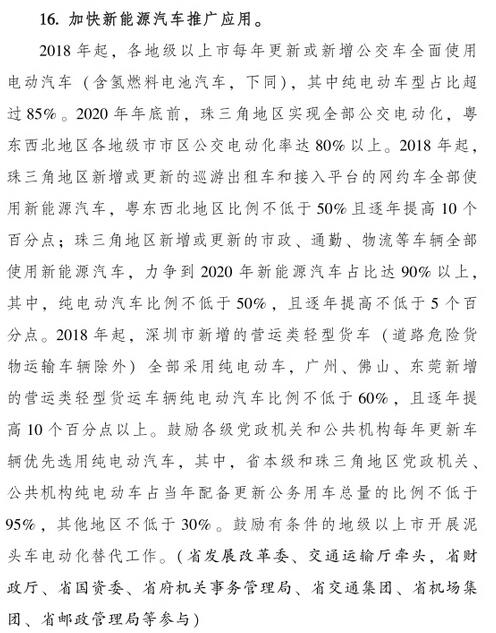 16. 加快新能源汽车推广应用。
2018 年起，各地级以上市每年更新或新增公交车全面使用
电动汽车（含氢燃料电池汽车，下同），其中纯电动车型占比超
过 85%。2020 年年底前，珠三角地区实现全部公交电动化，粤
东西北地区各地级市市区公交电动化率达 80% 以上。2018 年起，
珠三角地区新增或更新的巡游出租车和接入平台的网约车全部使
用新能源汽车，粤东西北地区比例不低于 50% 且逐年提高 10 个
百分点；珠三角地区新增或更新的市政、通勤、物流等车辆全部
使用新能源汽车，力争到 2020 年新能源汽车占比达 90% 以上，
其中，纯电动汽车比例不低于 50%，且逐年提高不低于 5 个百
分点。2018 年起，深圳市新增的营运类轻型货车（道路危险货
物运输车辆除外）全部采用纯电动车，广州、佛山、东莞新增
的营运类轻型货运车辆纯电动汽车比例不低于 60%，且逐年提
高 10 个百分点以上。鼓励各级党政机关和公共机构每年更新车
辆优先选用纯电动汽车，其中，省本级和珠三角地区党政机关、
公共机构纯电动车占当年配备更新公务用车总量的比例不低于
95%，其他地区不低于 30%。鼓励有条件的地级以上市开展泥
头车电动化替代工作。（省发展改革委、交通运输厅牵头，省财
政厅、省国资委、省府机关事务管理局、省交通集团、省机场集
团、省邮政管理局等参与）